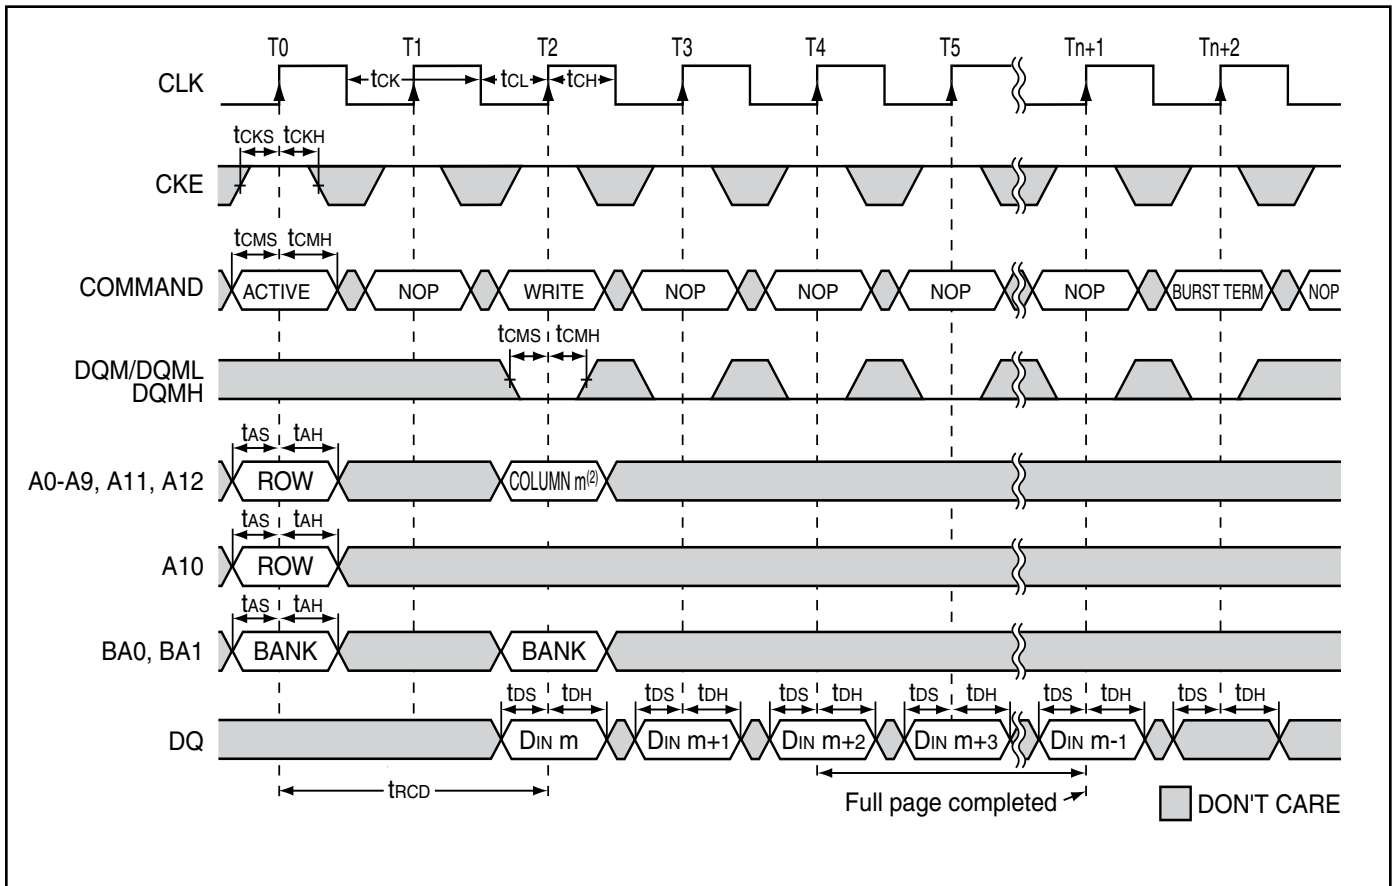 T0 T1 T2 T3 T4 T5 Tn+1 Tn+2
CLK tCK tCL tCH
tCKS tCKH
CKE
tCMS tCMH
COMMAND ACTIVE NOP WRITE NOP NOP NOP NOP BURST TERM NOP
tCMS tCMH
DQM/DQML
DQMH
tAS tAH
A0-A9, A11, A12 ROW COLUMN m(2)
tAS tAH
A10 ROW
tAS tAH
BA0, BA1 BANK BANK
tDS tDH tDS tDH tDS tDH tDS tDH tDS tDH tDS tDH
DQ DIN m DIN m+1 DIN m+2 DIN m+3 DIN m-1
tRCD
Full page completed
DON'T CARE